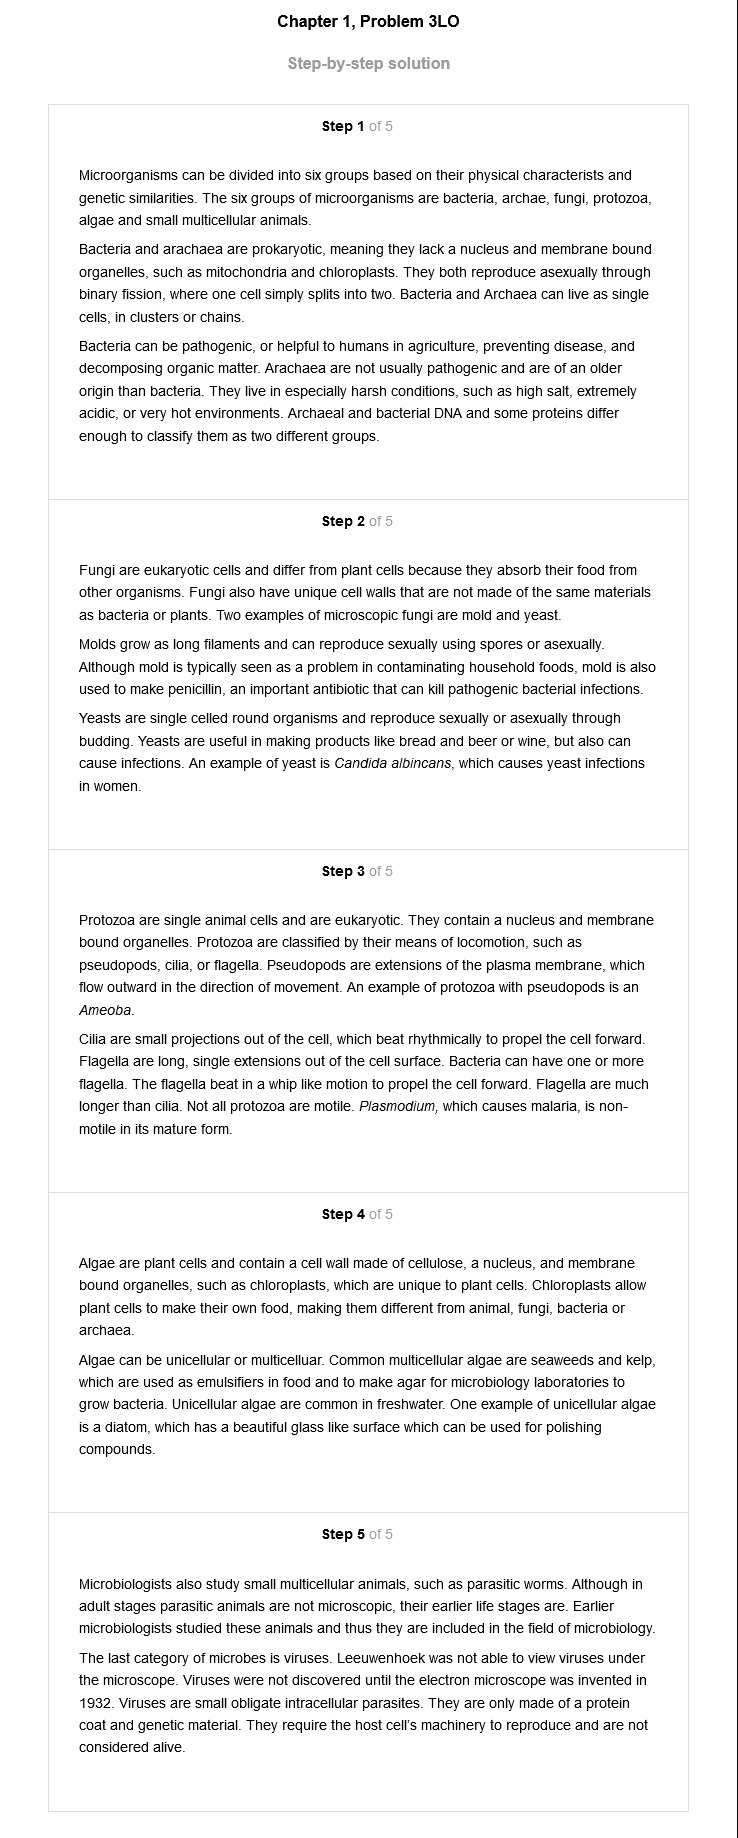 Chapter 1, Problem 3LO
Step-by-step solution
Step 1 of 5
Microorganisms can be divided into six groups based on their physical characterists and
genetic similarities. The six groups of microorganisms are bacteria, archae, fungi, protozoa,
algae and small multicellular animals.
Bacteria and arachaea are prokaryotic, meaning they lack a nucleus and membrane bound
organelles, such as mitochondria and chloroplasts. They both reproduce asexually through
binary fission, where one cell simply splits into two. Bacteria and Archaea can live as single
cells, in clusters or chains.
Bacteria can be pathogenic, or helpful to humans in agriculture, preventing disease, and
decomposing organic matter. Arachaea are not usually pathogenic and are of an older
origin than bacteria. They live in especially harsh conditions, such as high salt, extremely
acidic, or very hot environments. Archaeal and bacterial DNA and some proteins differ
enough to classify them as two different groups.
Step 2 of 5
Fungi are eukaryotic cells and differ from plant cells because they absorb their food from
other organisms. Fungi also have unique cell walls that are not made of the same materials
as bacteria or plants. Two examples of microscopic fungi are mold and yeast.
Molds grow as long filaments and can reproduce sexually using spores or asexually.
Although mold is typically seen as a problem in contaminating household foods, mold is also
used to make penicillin, an important antibiotic that can kill pathogenic bacterial infections.
Yeasts are single celled round organisms and reproduce sexually or asexually through
budding. Yeasts are useful in making products like bread and beer or wine, but also can
cause infections. An example of yeast is Candida albincans, which causes yeast infections
in women.
Step 3 of 5
Protozoa are single animal cells and are eukaryotic. They contain a nucleus and membrane
bound organelles. Protozoa are classified by their means of locomotion, such as
pseudopods, cilia, or flagella. Pseudopods are extensions of the plasma membrane, which
flow outward in the direction of movement. An example of protozoa with pseudopods is an
Ameoba.
Cilia are small projections out of the cell, which beat rhythmically to propel the cell forward.
Flagella are long, single extensions out of the cell surface. Bacteria can have one or more
flagella. The flagella beat in a whip like motion to propel the cell forward. Flagella are much
longer than cilia. Not all protozoa are motile. Plasmodium, which causes malaria, is non-
motile in its mature form.
Step 4 of 5
Algae are plant cells and contain a cell wall made of cellulose, a nucleus, and membrane
bound organelles, such as chloroplasts, which are unique to plant cells. Chloroplasts allow
plant cells to make their own food, making them different from animal, fungi, bacteria or
archaea.
Algae can be unicellular or multicelluar. Common multicellular algae are seaweeds and kelp,
which are used as emulsifiers in food and to make agar for microbiology laboratories to
grow bacteria. Unicellular algae are common in freshwater. One example of unicellular algae
is a diatom, which has a beautiful glass like surface which can be used for polishing
compounds.
Step 5 of 5
Microbiologists also study small multicellular animals, such as parasitic worms. Although in
adult stages parasitic animals are not microscopic, their earlier life stages are. Earlier
microbiologists studied these animals and thus they are included in the field of microbiology.
The last category of microbes is viruses. Leeuwenhoek was not able to view viruses under
the microscope. Viruses were not discovered until the electron microscope was invented in
1932. Viruses are small obligate intracellular parasites. They are only made of a protein
coat and genetic material. They require the host cell's machinery to reproduce and are not
considered alive.